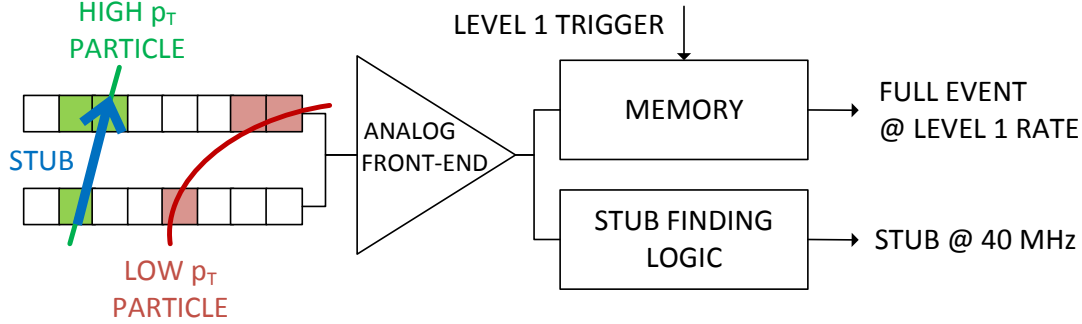 HIGH pT
PARTICLE
STUB
LOW pT
PARTICLE
ANALOG
FRONT-END
LEVEL 1 TRIGGER
MEMORY
FULL EVENT
@ LEVEL 1 RATE
STUB FINDING
LOGIC
STUB @ 40 MHz